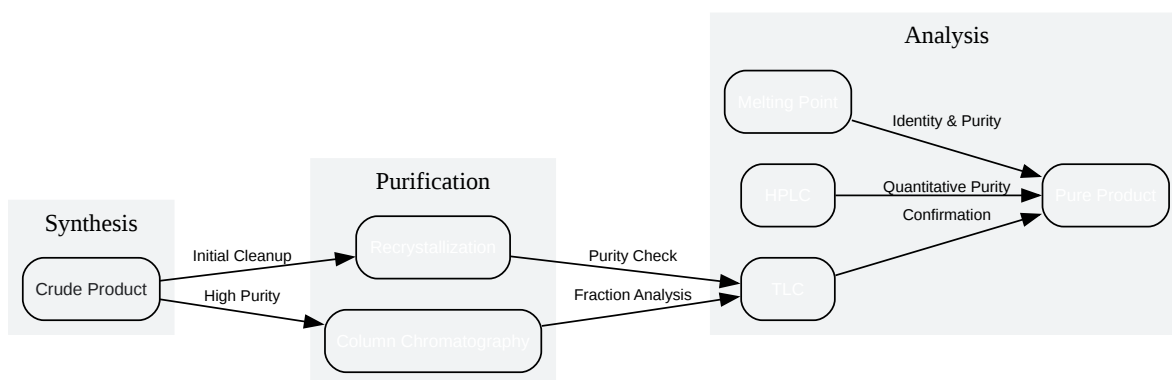 Analysis
Melting Point
Identity & Purity
Purification
HPLC
Quantitative Purity
Pure Product
Synthesis
Confirmation
Recrystallization
Initial Cleanup
Purity Check
Crude Product
High Purity
Fraction Analysis
TLC
Column Chromatography